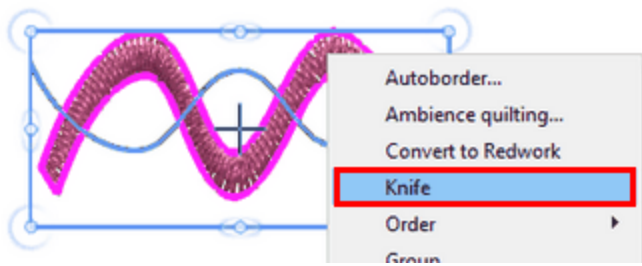 Autoborder...
Ambience quilting...
Convert to Redwork
Knife
Order
Group